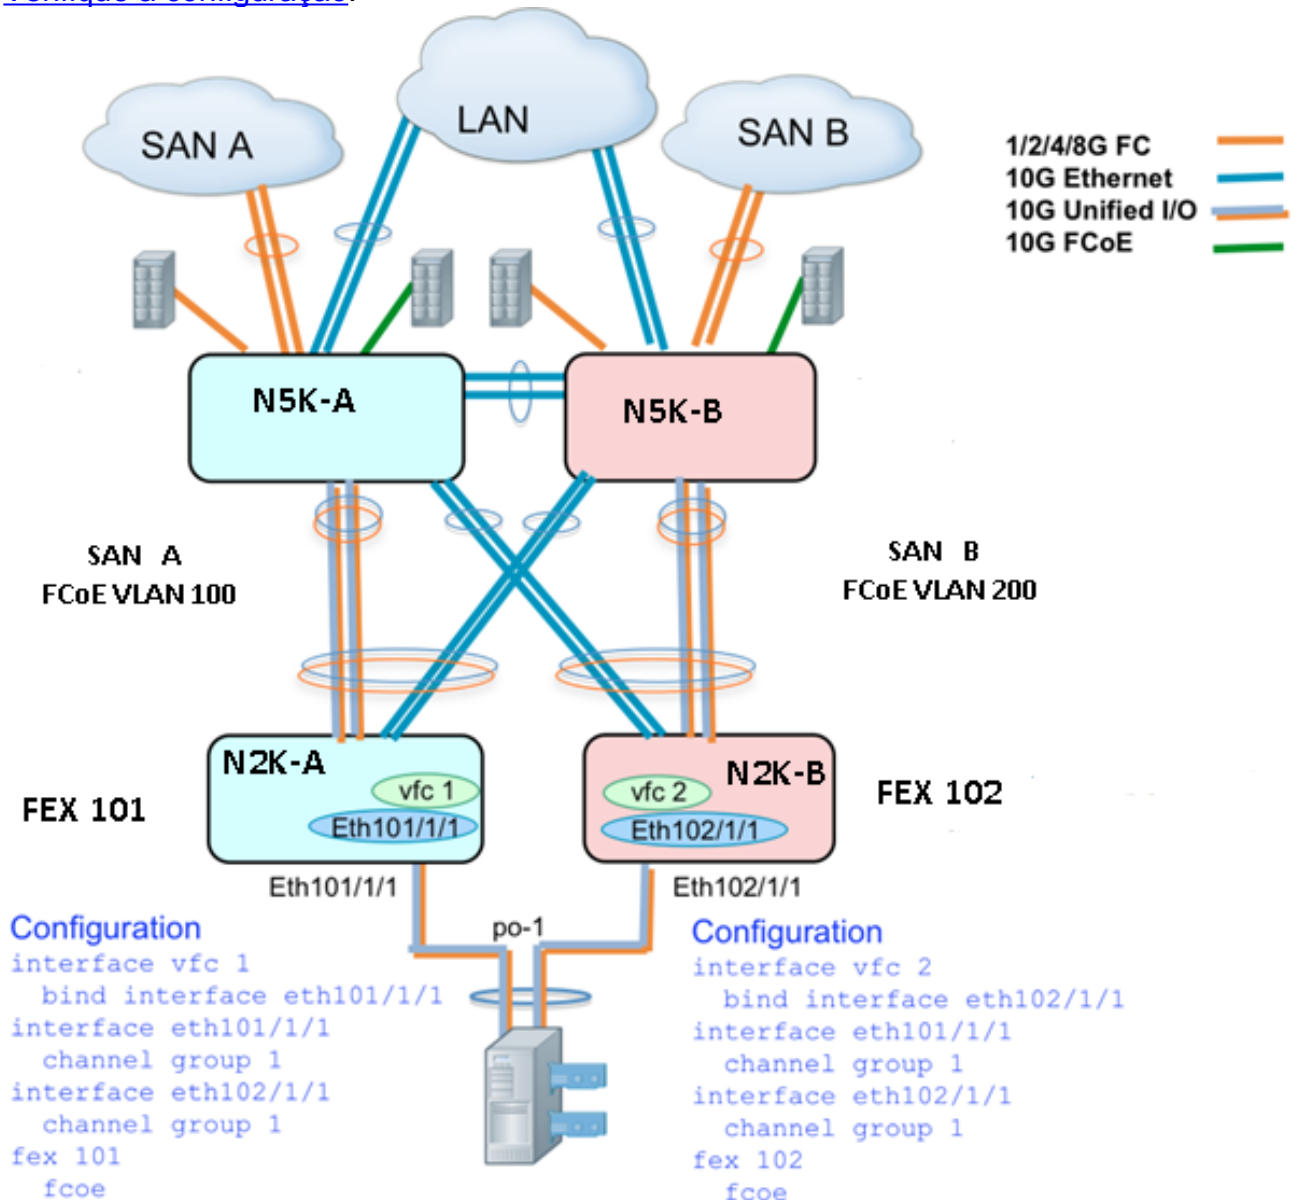 Verifique a configuração.
LAN
SAN A
SAN B
1/2/4/8G FC
10G Ethernet
10G Unified I/O
10G FCoE
N5K-A
N5K-B
SAN A
FCoE VLAN 100
SAN B
FCoE VLAN 200
N2K-A
vfc 1
Eth101/1/1
N2K-B
vfc 2
Eth102/1/1
FEX 101
FEX 102
Eth101/1/1
Eth102/1/1
po-1
Configuration
interface vfc 1
bind interface eth101/1/1
interface eth101/1/1
channel group 1
interface eth102/1/1
channel group 1
fex 101
fcoe
Configuration
interface vfc 2
bind interface eth102/1/1
interface eth101/1/1
channel group 1
interface eth102/1/1
channel group 1
fex 102
fcoe